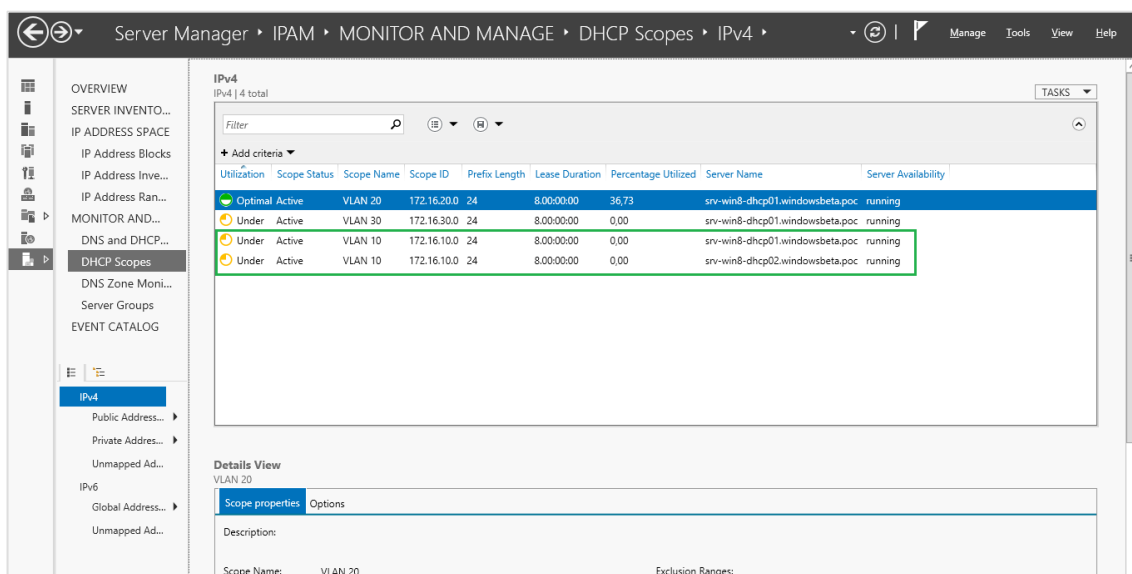 Server Manager ‣ IPAM ‣ MONITOR AND MANAGE ‣ DHCP Scopes ‣ IPv4 ‣
Manage Tools View Help
OVERVIEW
SERVER INVENTO...
IP ADDRESS SPACE
IP Address Blocks
IP Address Inve...
IP Address Ran...
MONITOR AND...
DNS and DHCP...
DHCP Scopes
DNS Zone Moni...
Server Groups
EVENT CATALOG
IPv4
Public Address...
Private Addres...
Unmapped Ad...
IPv6
Global Address...
Unmapped Ad...
IPv4
IPv4 | 4 total
TASKS
Filter
+ Add criteria
Utilization Scope Status Scope Name Scope ID Prefix Length Lease Duration Percentage Utilized Server Name Server Availability
Optimal Active VLAN 20 172.16.20.0 24 8.00:00:00 36,73 srv-win8-dhcp01.windowsbeta.poc running
Under Active VLAN 30 172.16.30.0 24 8.00:00:00 0,00 srv-win8-dhcp01.windowsbeta.poc running
Under Active VLAN 10 172.16.10.0 24 8.00:00:00 0,00 srv-win8-dhcp01.windowsbeta.poc running
Under Active VLAN 10 172.16.10.0 24 8.00:00:00 0,00 srv-win8-dhcp02.windowsbeta.poc running
Details View
VLAN 20
Scope properties Options
Description:
Scope Name: VLAN 20 Exclusion Ranges: